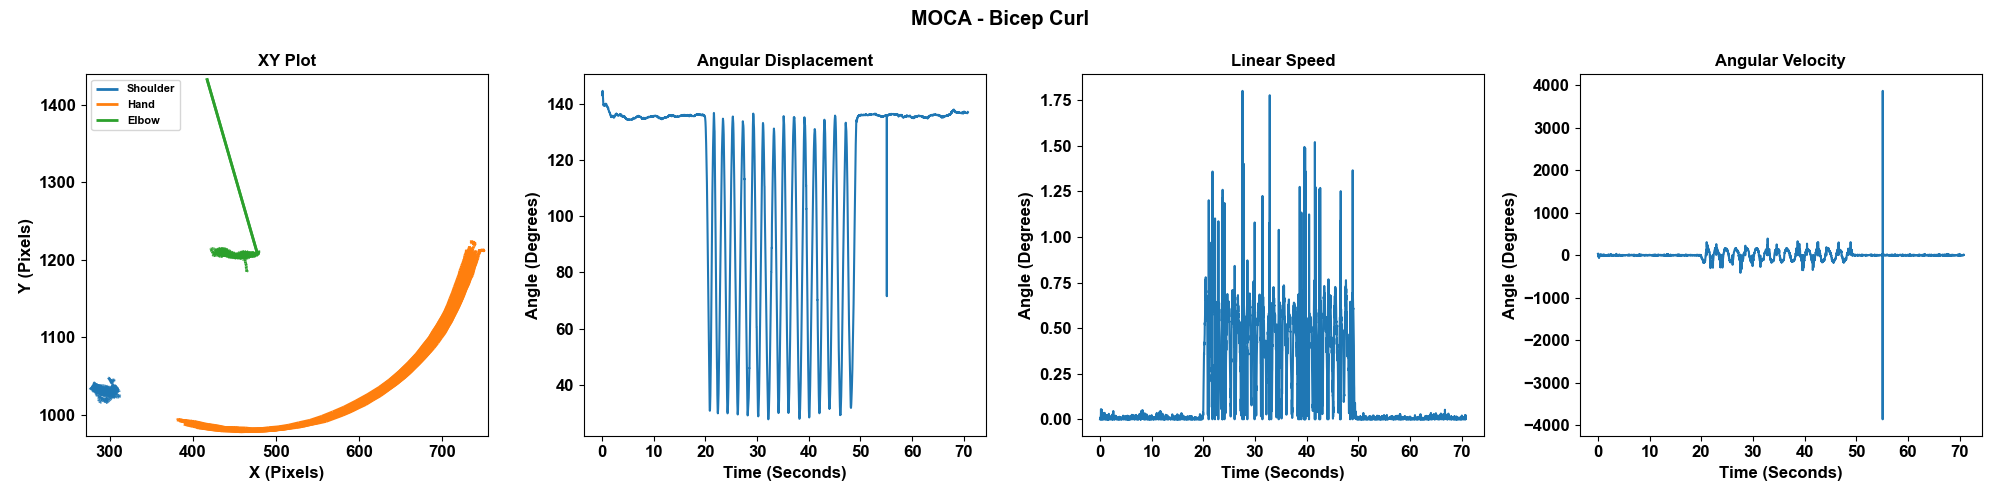 MOCA - Bicep Curl
XY Plot
Shoulder
Hand
Elbow
Y (Pixels)
1400
1300
1200
1100
1000
300 400 500 600 700
X (Pixels)
Angular Displacement
Angle (Degrees)
140
120
100
80
60
40
0 10 20 30 40 50 60 70
Time (Seconds)
Linear Speed
Angle (Degrees)
1.75
1.50
1.25
1.00
0.75
0.50
0.25
0.00
0 10 20 30 40 50 60 70
Time (Seconds)
Angular Velocity
Angle (Degrees)
4000
3000
2000
1000
0
−1000
−2000
−3000
−4000
0 10 20 30 40 50 60 70
Time (Seconds)